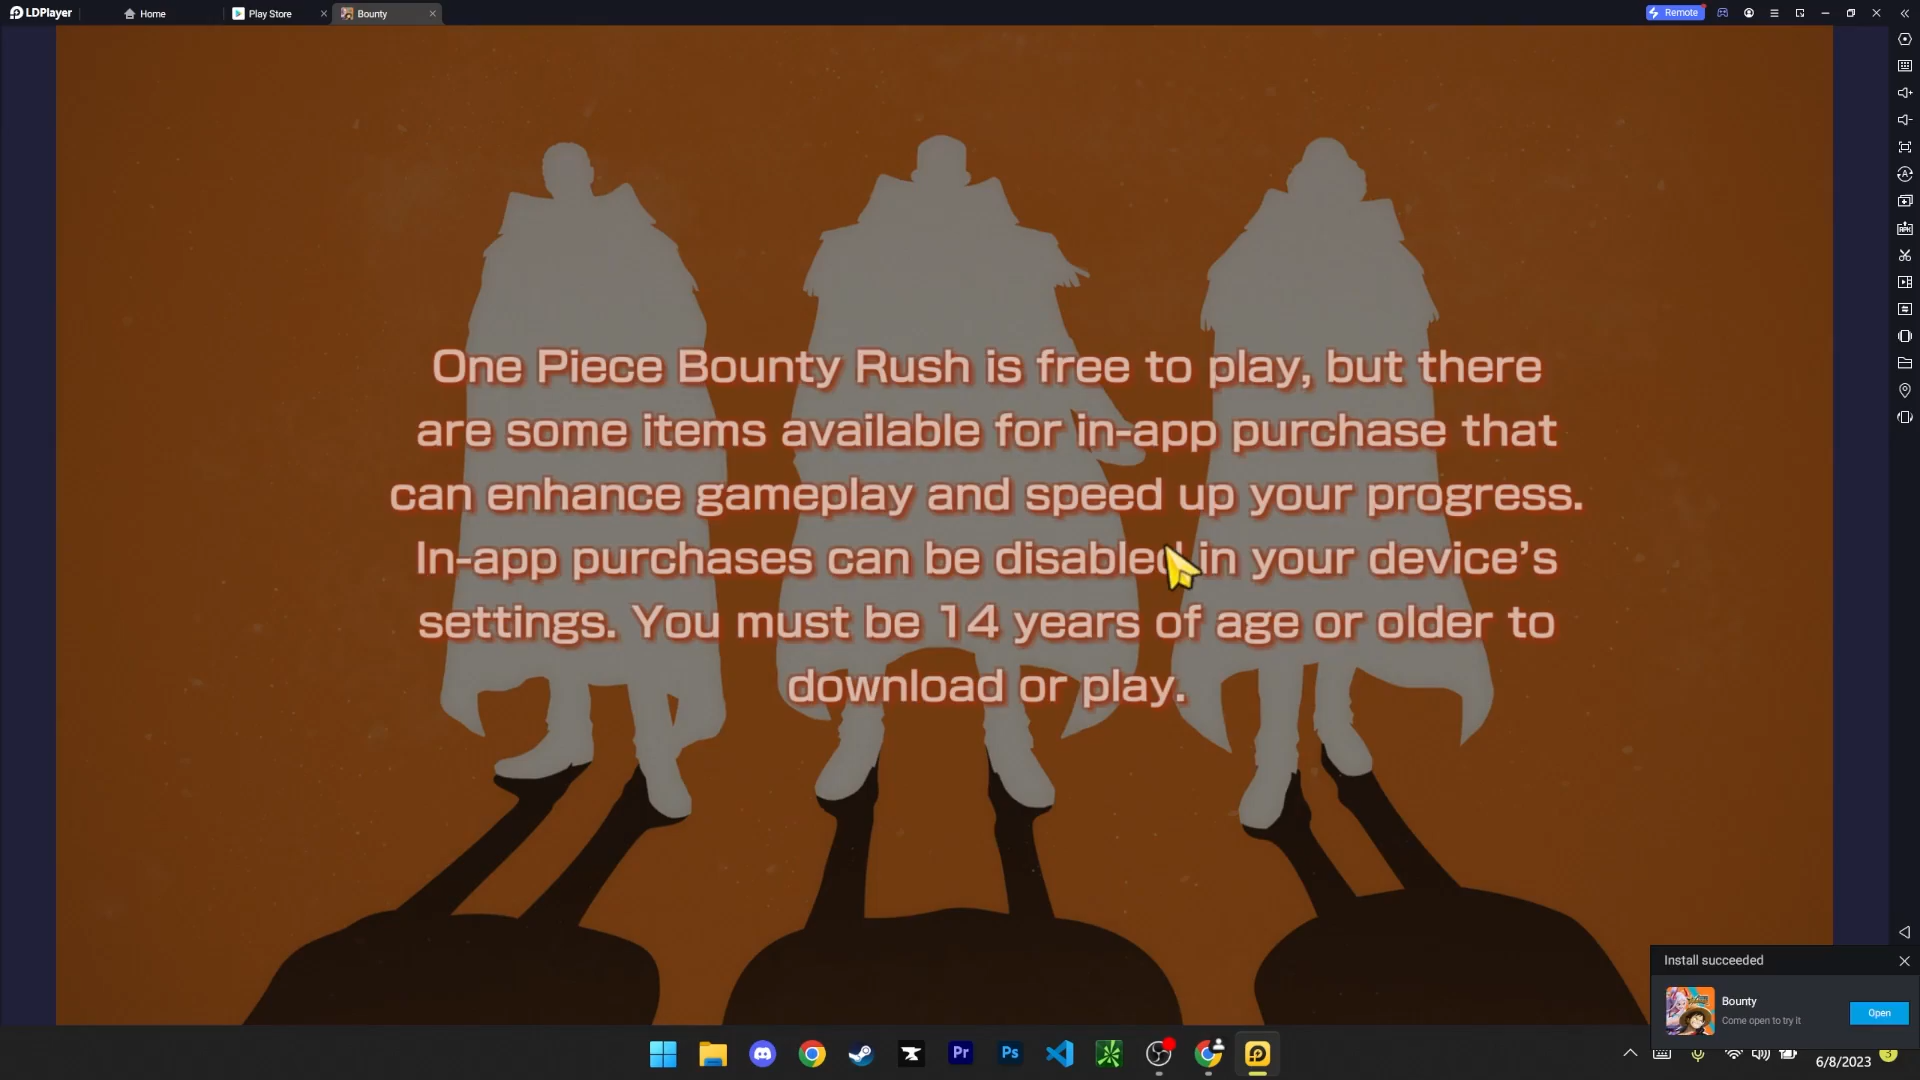 LDPlayer
Home
Play Store
Bounty
Remote
One Piece Bounty Rush is free to play, but there
are some items available for in-app purchase that
can enhance gameplay and speed up your progress.
In-app purchases can be disabled in your device’s
settings. You must be 14 years of age or older to
download or play.
Install succeeded
Bounty
Come open to try it
Open
Pr
Ps
6/8/2023
3